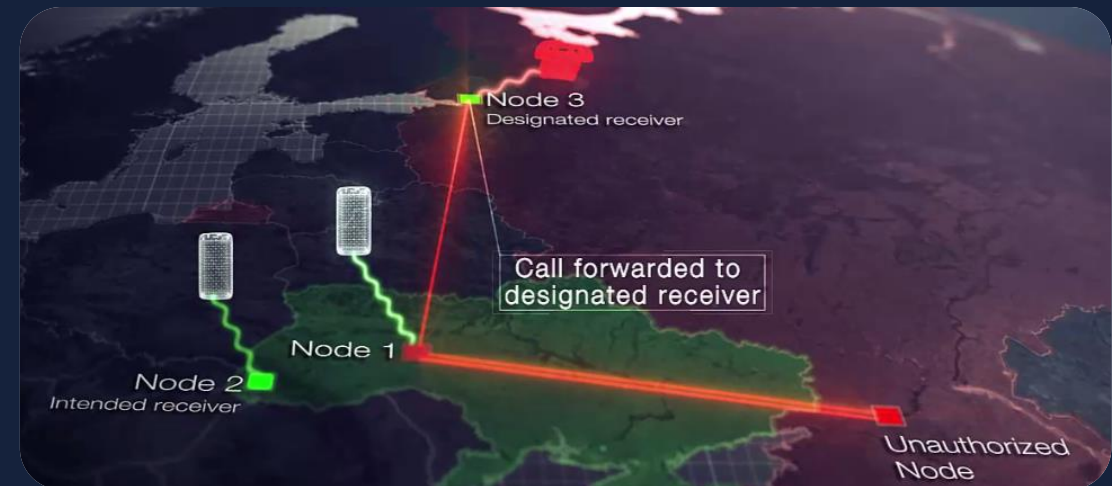 Node 3
Designated receiver
Call forwarded to
designated receiver
Node 1
Node 2
Intended receiver
Unauthorized
Node